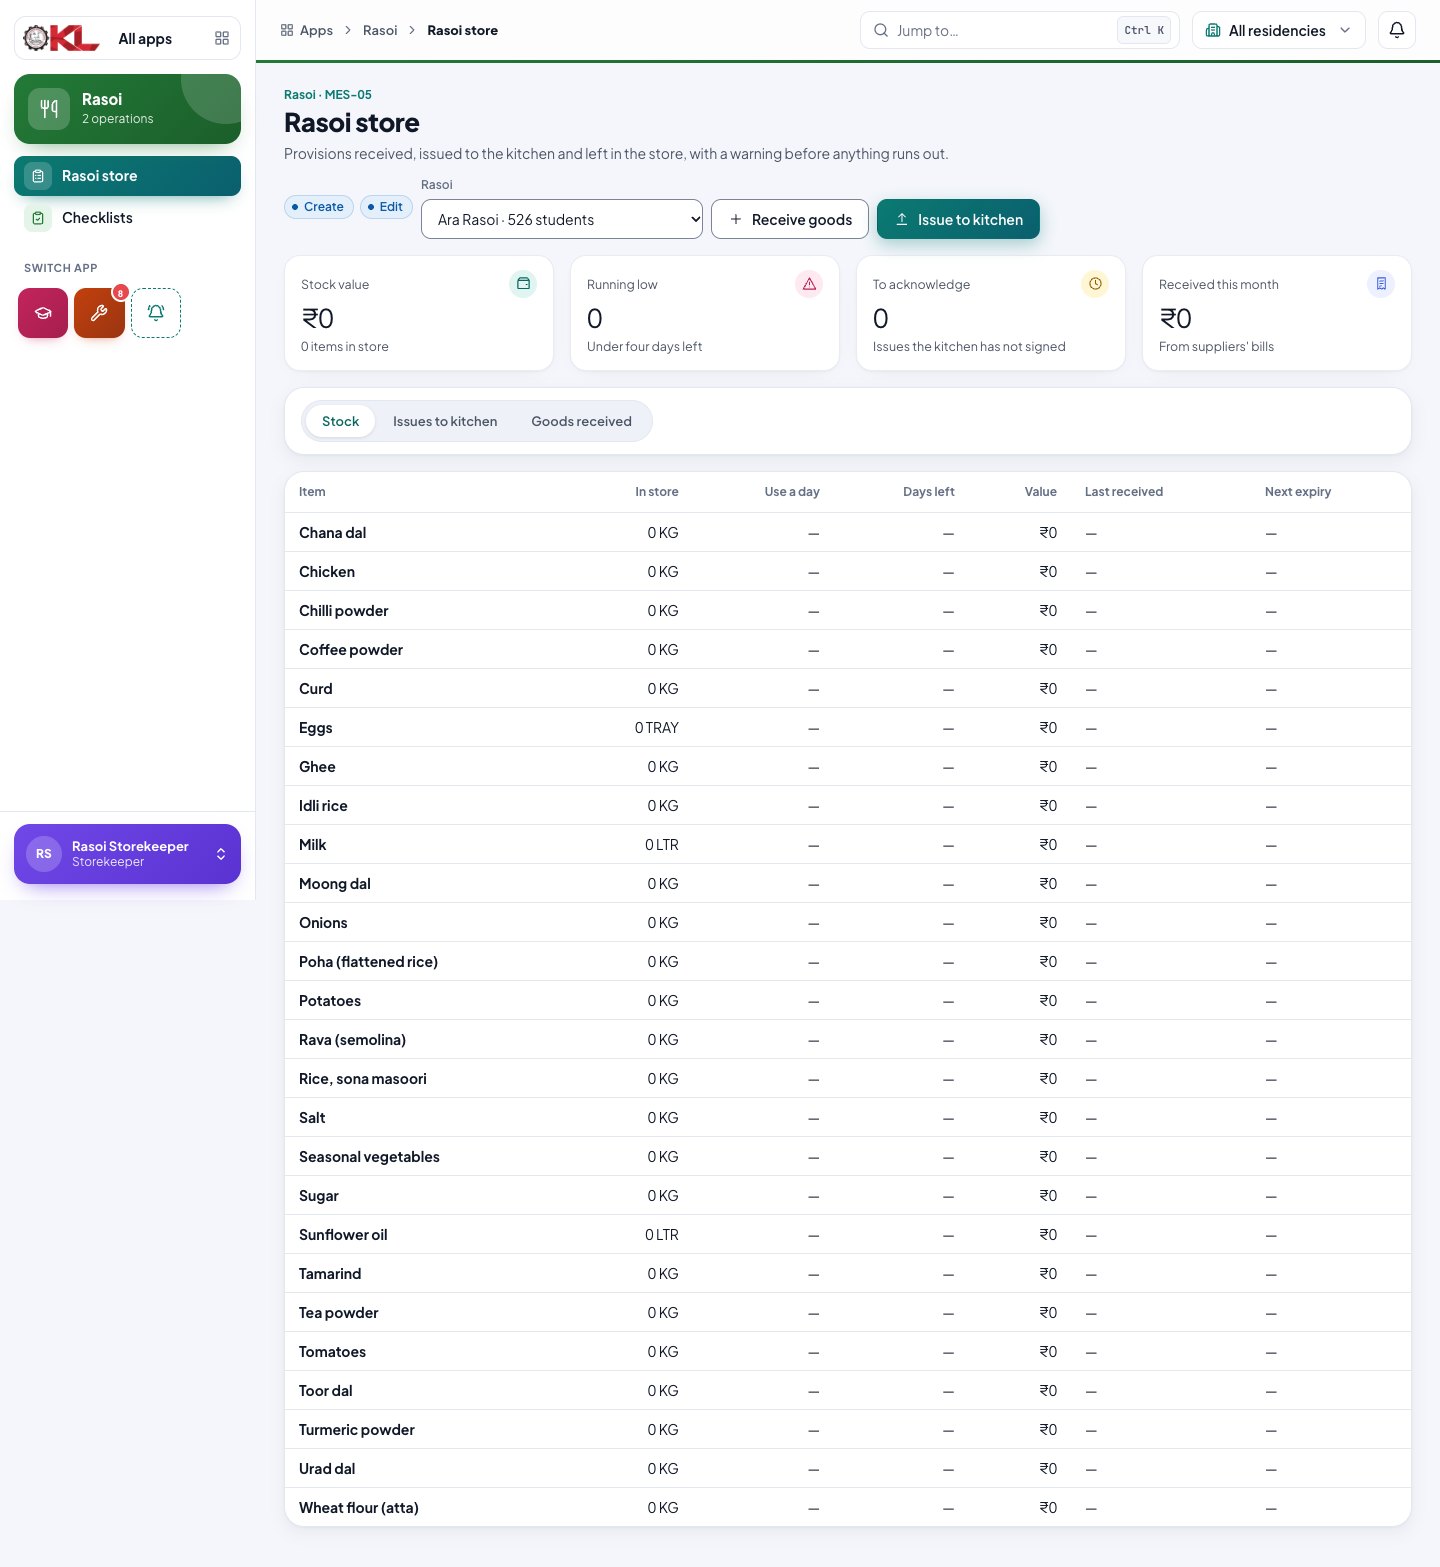 KL All apps
Rasoi
2 operations
Rasoi store
Checklists
SWITCH APP
8
RS
Rasoi Storekeeper
Storekeeper
Apps > Rasoi > Rasoi store
Jump to...
Ctrl K
All residencies
Rasoi · MES-05
Rasoi store
Provisions received, issued to the kitchen and left in the store, with a warning before anything runs out.
Create
Edit
Rasoi
Ara Rasoi · 526 students
Receive goods
Issue to kitchen
Stock value
₹0
0 items in store
Running low
0
Under four days left
To acknowledge
0
Issues the kitchen has not signed
Received this month
₹0
From suppliers' bills
Stock
Issues to kitchen
Goods received
Item In store Use a day Days left Value Last received Next expiry
Chana dal 0 KG — — ₹0 — —
Chicken 0 KG — — ₹0 — —
Chilli powder 0 KG — — ₹0 — —
Coffee powder 0 KG — — ₹0 — —
Curd 0 KG — — ₹0 — —
Eggs 0 TRAY — — ₹0 — —
Ghee 0 KG — — ₹0 — —
Idli rice 0 KG — — ₹0 — —
Milk 0 LTR — — ₹0 — —
Moong dal 0 KG — — ₹0 — —
Onions 0 KG — — ₹0 — —
Poha (flattened rice) 0 KG — — ₹0 — —
Potatoes 0 KG — — ₹0 — —
Rava (semolina) 0 KG — — ₹0 — —
Rice, sona masoori 0 KG — — ₹0 — —
Salt 0 KG — — ₹0 — —
Seasonal vegetables 0 KG — — ₹0 — —
Sugar 0 KG — — ₹0 — —
Sunflower oil 0 LTR — — ₹0 — —
Tamarind 0 KG — — ₹0 — —
Tea powder 0 KG — — ₹0 — —
Tomatoes 0 KG — — ₹0 — —
Toor dal 0 KG — — ₹0 — —
Turmeric powder 0 KG — — ₹0 — —
Urad dal 0 KG — — ₹0 — —
Wheat flour (atta) 0 KG — — ₹0 — —